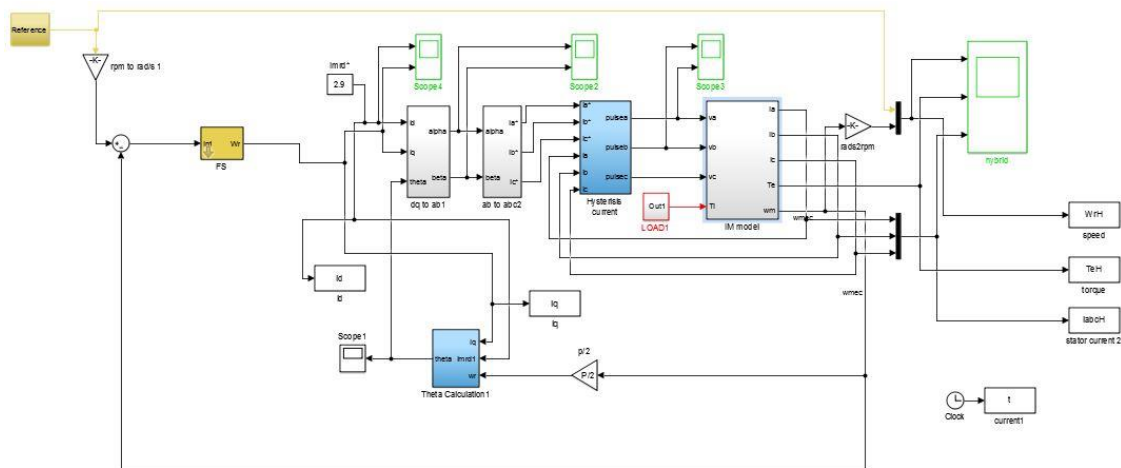 Reference
-K-
rpm to rad/s 1
Imrd*
2.9
Scope4
Scope2
Scope3
hybrid
Wr
FS
Id
Iq
theta
alpha
beta
dq to ab1
alpha
beta
Ia*
Ib*
Ic*
ab to abc2
Ia*
Ib*
Ic*
Ia
Ib
Ic
pulsea
pulseb
pulsec
Hysterisis
current
va
vb
vc
Tl
Ia
Ib
Ic
Te
wm
IM model
Out1
LOAD1
-K-
rads2rpm
wmec
wmec
WrH
speed
TeH
torque
IabcH
stator current 2
Id
Id
Iq
Iq
Scope1
theta
Iq
Imrd1
wr
Theta Calculation1
p/2
P/2
Clock
t
current1